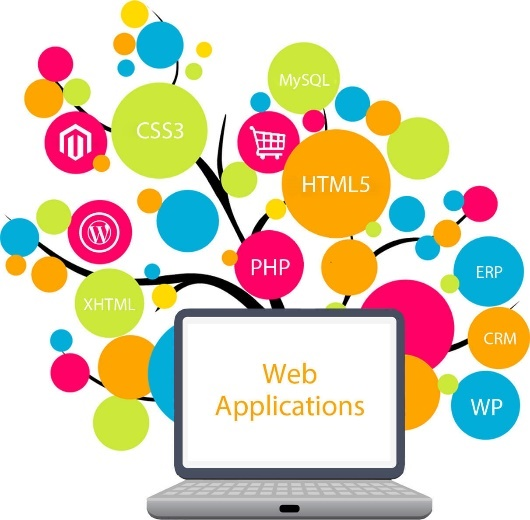 MySQL
CSS3
HTML5
PHP
ERP
XHTML
CRM
Web
Applications
WP